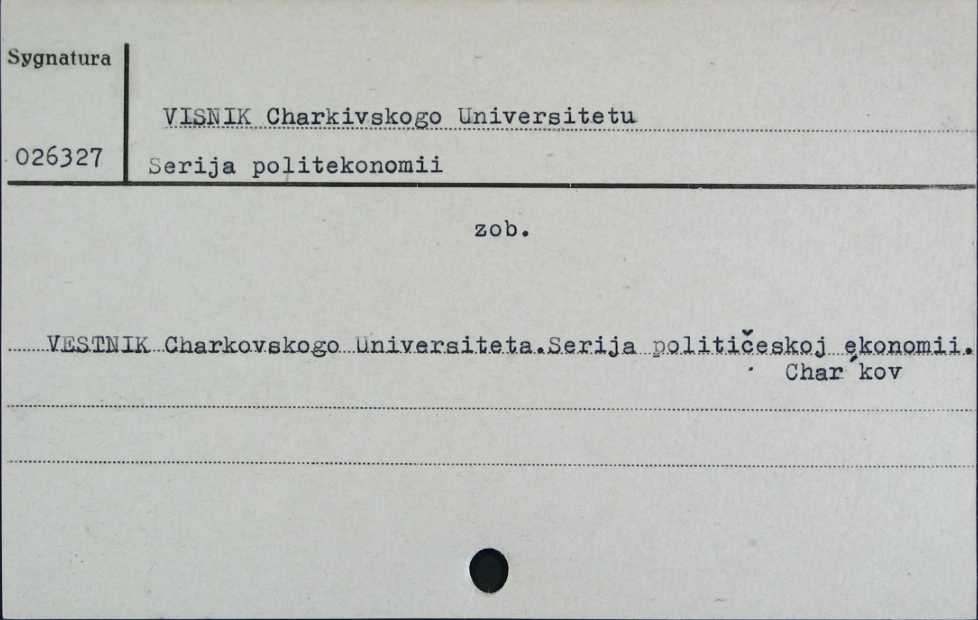 Sygnatura
VISNIK Charkivskogo Universitetu
026327
Serija politekonomii
zob.
VESTNIK Charkovskogo Universiteta.Serija političeskoj ekonomii.
Char´kov